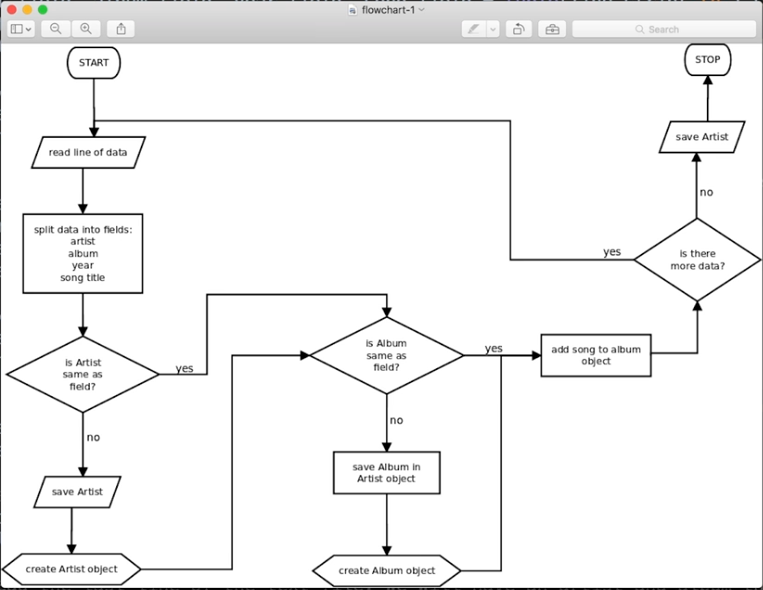 flowchart-1
Search
START
STOP
read line of data
save Artist
no
split data into fields:
artist
album
year
song title
yes
is there
more data?
is Artist
same as
field?
yes
is Album
same as
field?
yes
add song to album
object
no
no
save Artist
save Album in
Artist object
create Artist object
create Album object